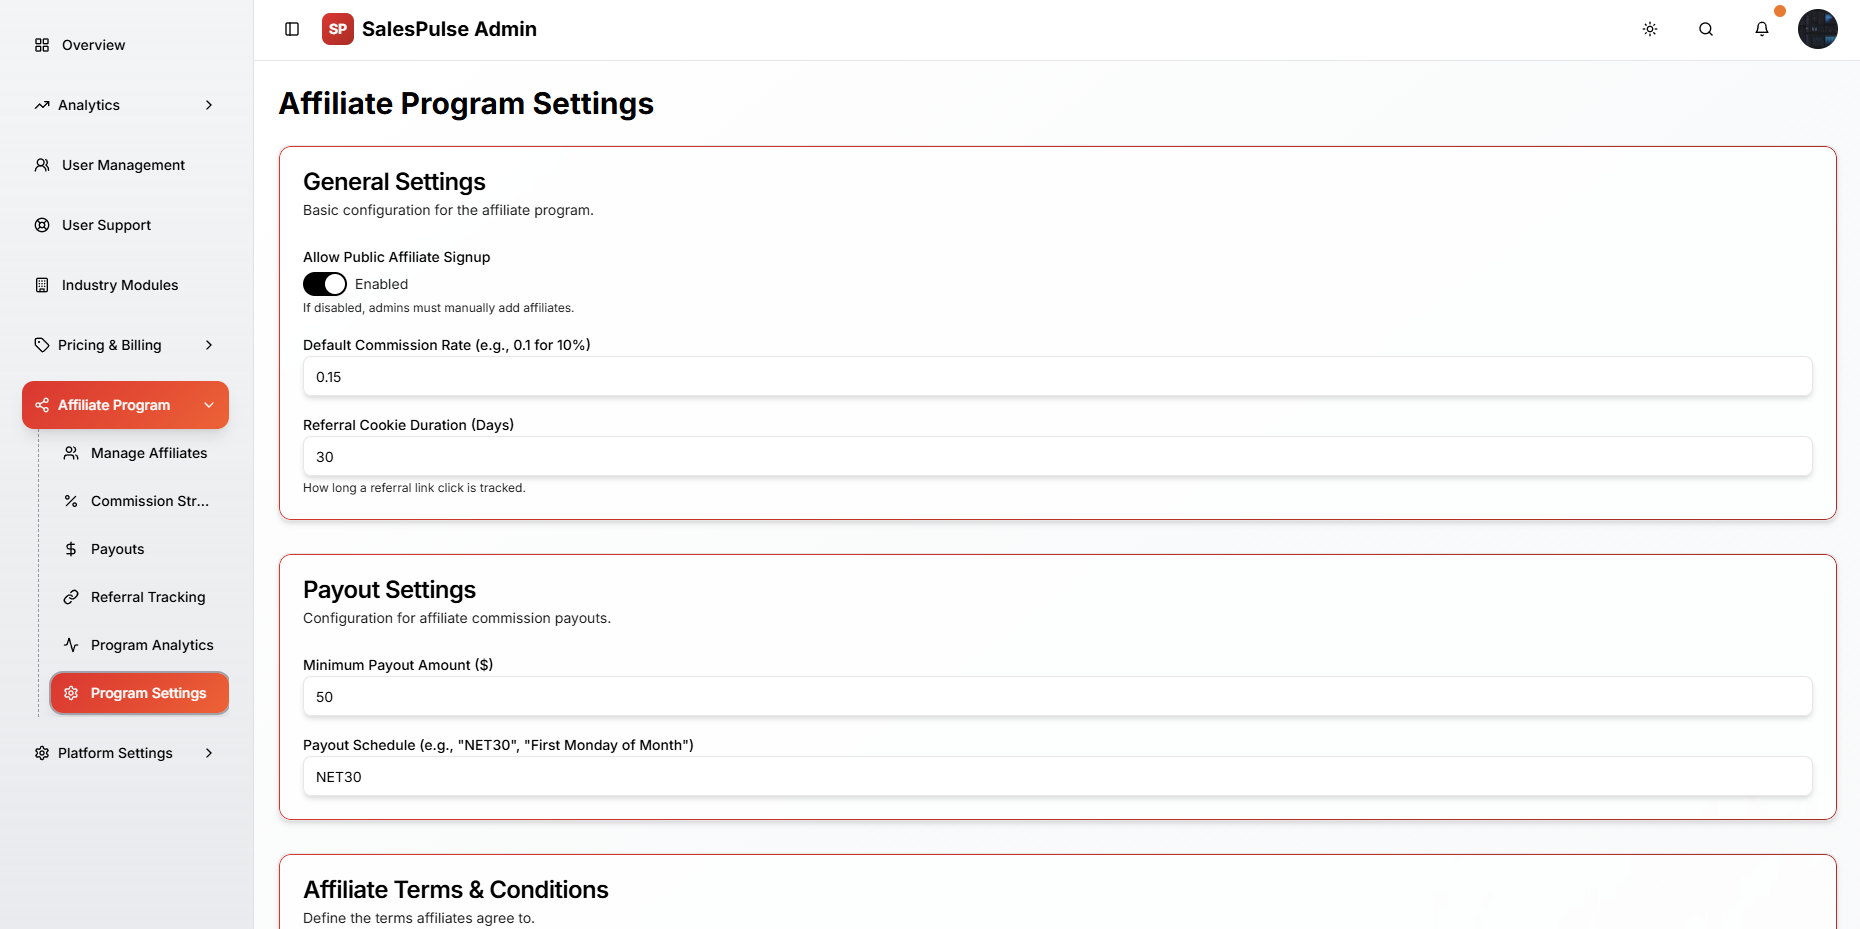 Overview
Analytics
User Management
User Support
Industry Modules
Pricing & Billing
Affiliate Program
Manage Affiliates
Commission Str...
Payouts
Referral Tracking
Program Analytics
Program Settings
Platform Settings
SP SalesPulse Admin
Affiliate Program Settings
General Settings
Basic configuration for the affiliate program.
Allow Public Affiliate Signup
Enabled
If disabled, admins must manually add affiliates.
Default Commission Rate (e.g., 0.1 for 10%)
0.15
Referral Cookie Duration (Days)
30
How long a referral link click is tracked.
Payout Settings
Configuration for affiliate commission payouts.
Minimum Payout Amount ($)
50
Payout Schedule (e.g., "NET30", "First Monday of Month")
NET30
Affiliate Terms & Conditions
Define the terms affiliates agree to.